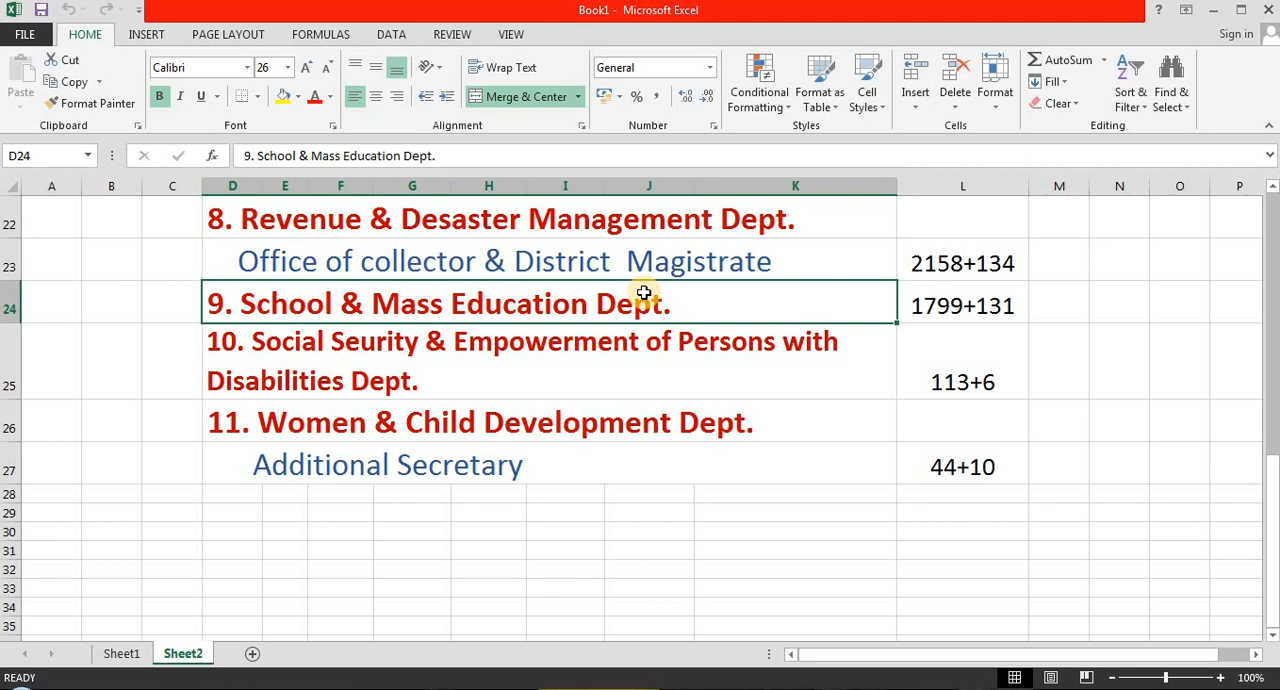 Book1 - Microsoft Excel
? 
Sign in
FILE HOME INSERT PAGE LAYOUT FORMULAS DATA REVIEW VIEW
Paste
Cut
Copy
Format Painter
Clipboard
Calibri 26
B I U
Font
Wrap Text
Merge & Center
Alignment
General
%
Number
Conditional Formatting
Format as Table
Cell Styles
Styles
Insert Delete Format
Cells
AutoSum
Fill
Clear
Sort & Filter
Find & Select
Editing
D24
fx
9. School & Mass Education Dept.
A B C D E F G H I J K L M N O P
22 8. Revenue & Desaster Management Dept.
23 Office of collector & District Magistrate 2158+134
24 9. School & Mass Education Dept. 1799+131
10. Social Seurity & Empowerment of Persons with
25 Disabilities Dept. 113+6
26 11. Women & Child Development Dept.
27 Additional Secretary 44+10
28
29
30
31
32
33
34
35
Sheet1 Sheet2
READY
100%